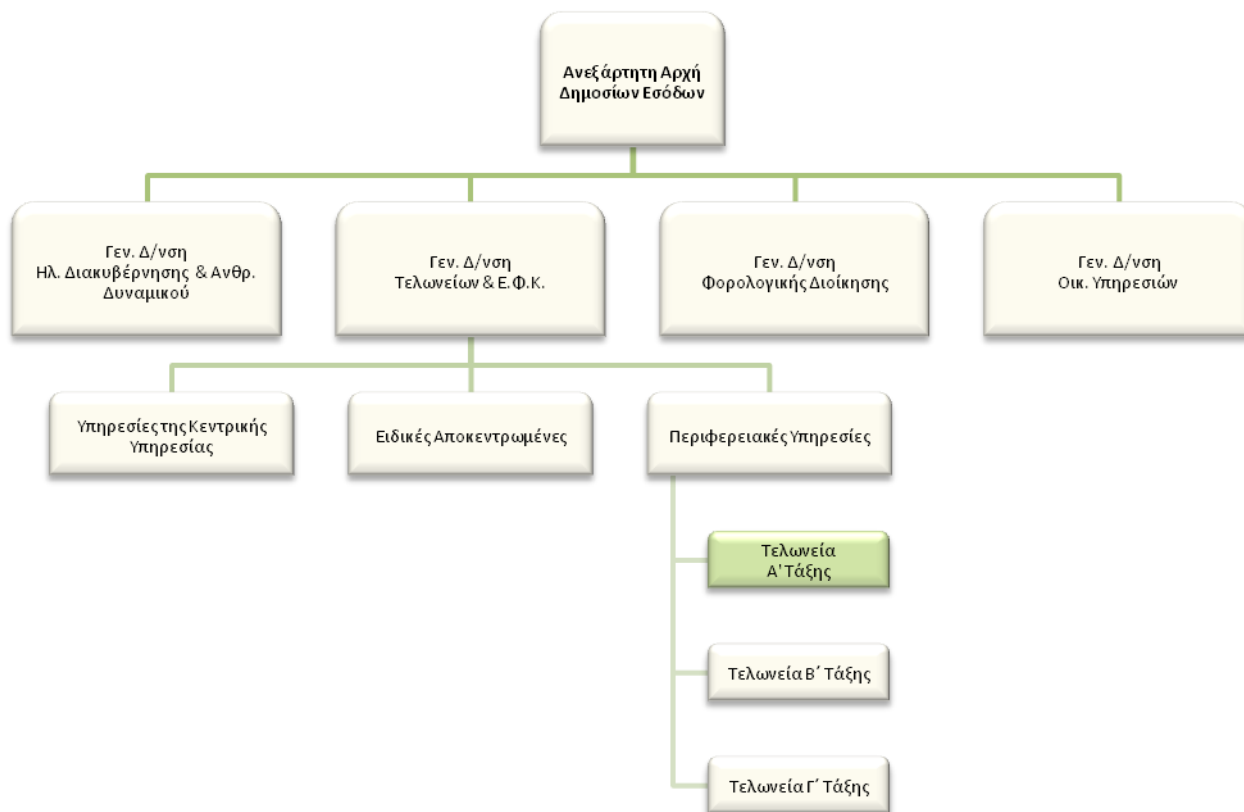 Ανεξάρτητη Αρχή
Δημοσίων Εσόδων
Γεν. Δ/νση
Ηλ. Διακυβέρνησης & Ανθρ.
Δυναμικού
Γεν. Δ/νση
Τελωνείων & Ε.Φ.Κ.
Γεν. Δ/νση
Φορολογικής Διοίκησης
Γεν. Δ/νση
Οικ. Υπηρεσιών
Υπηρεσίες της Κεντρικής
Υπηρεσίας
Ειδικές Αποκεντρωμένες
Περιφερειακές Υπηρεσίες
Τελωνεία
Α' Τάξης
Τελωνεία Β΄ Τάξης
Τελωνεία Γ΄ Τάξης